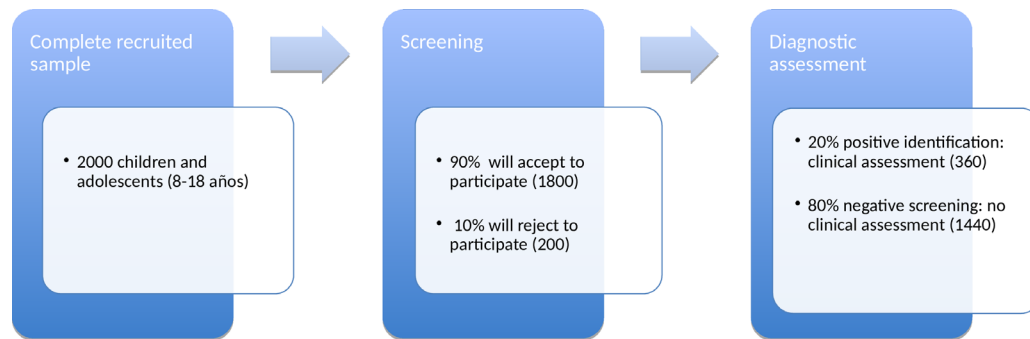 Complete recruited
sample
• 2000 children and
adolescents (8-18 años)
Screening
• 90% will accept to
participate (1800)
• 10% will reject to
participate (200)
Diagnostic
assessment
• 20% positive identification:
clinical assessment (360)
• 80% negative screening: no
clinical assessment (1440)